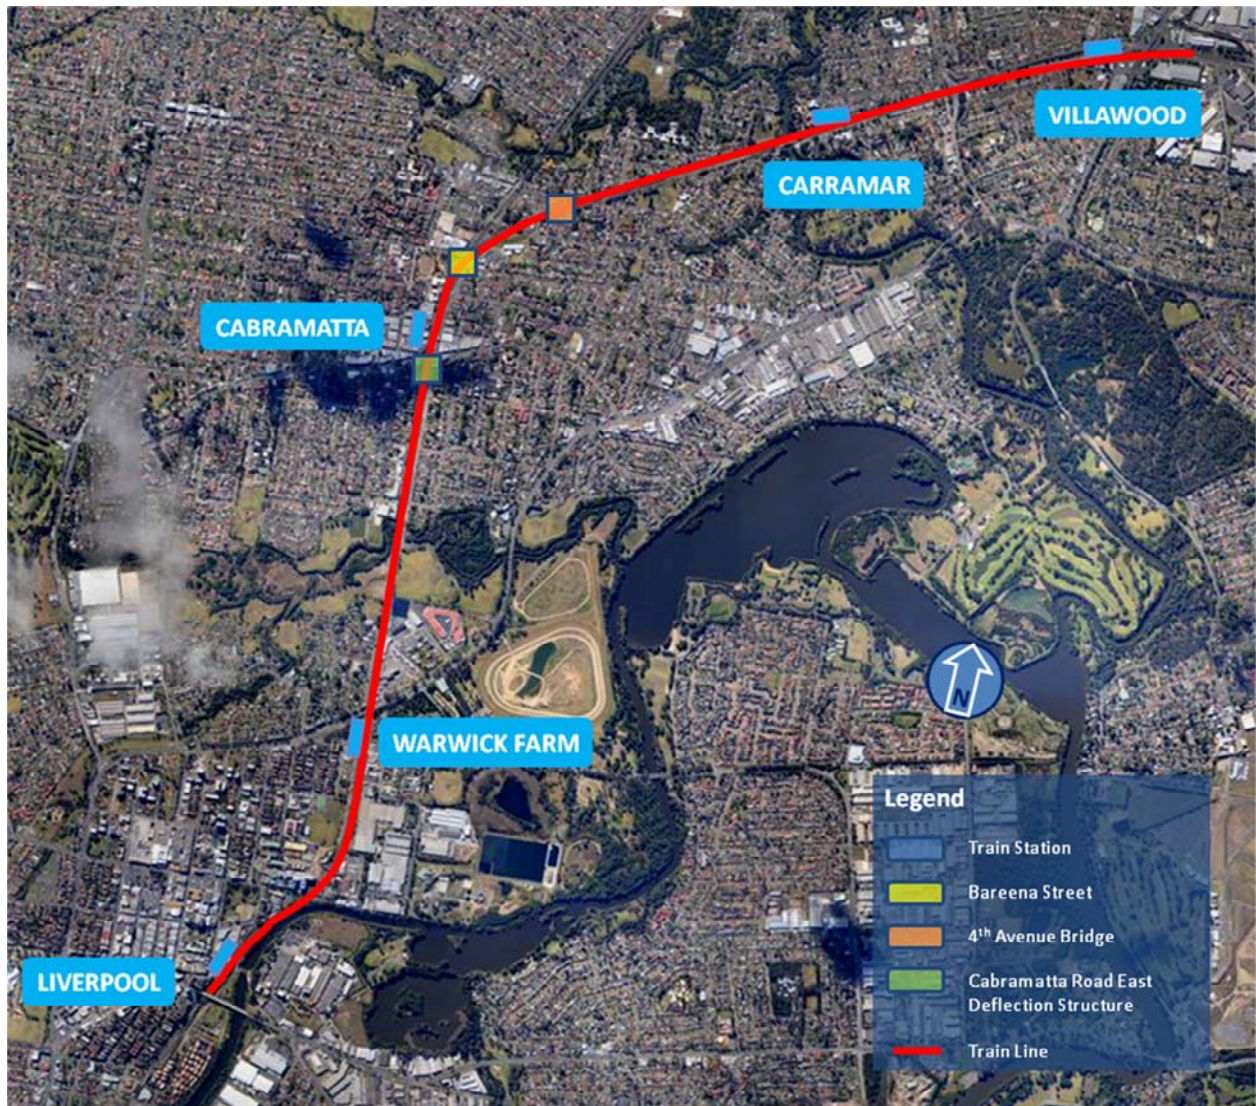 VILLAWOOD
CARRAMAR
CABRAMATTA
WARWICK FARM
LIVERPOOL
N
Legend
Train Station
Bareena Street
4th Avenue Bridge
Cabramatta Road East
Deflection Structure
Train Line